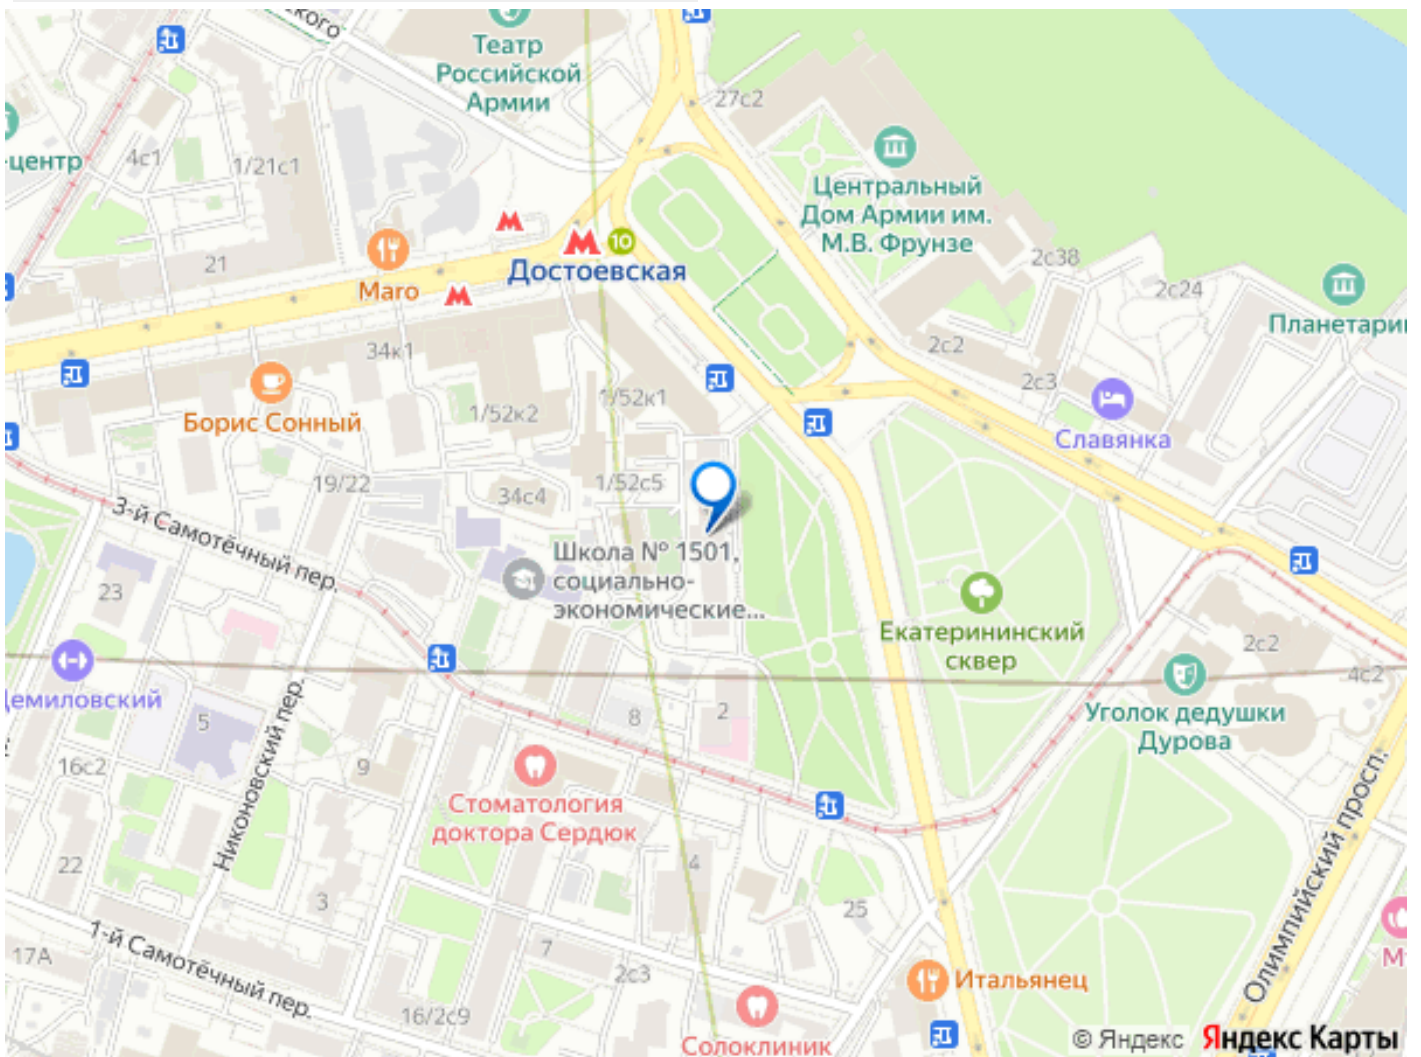 ского
Театр
Российской
Армии
27с2
-центр
4с1
1/21с1
Центральный
Дом Армии им.
М.В. Фрунзе
10
Достоевская
21
Maro
2с38
2с24
Планетари
34к1
2с2
2с3
Борис Сонный
1/52к2
1/52к1
Славянка
19/22
34с4
1/52с5
3-й Самотёчный пер.
Школа № 1501,
социально-
экономические...
23
Екатерининский
сквер
2с2
4с2
Демиловский
5
Никоновский пер.
8
2
Уголок дедушки
Дурова
16с2
9
Стоматология
доктора Сердюк
Олимпийский просп.
22
3
4
25
1-й Самотёчный пер.
17А
7
2с3
Итальянец
16/2с9
Солоклиник
© Яндекс Яндекс Карты